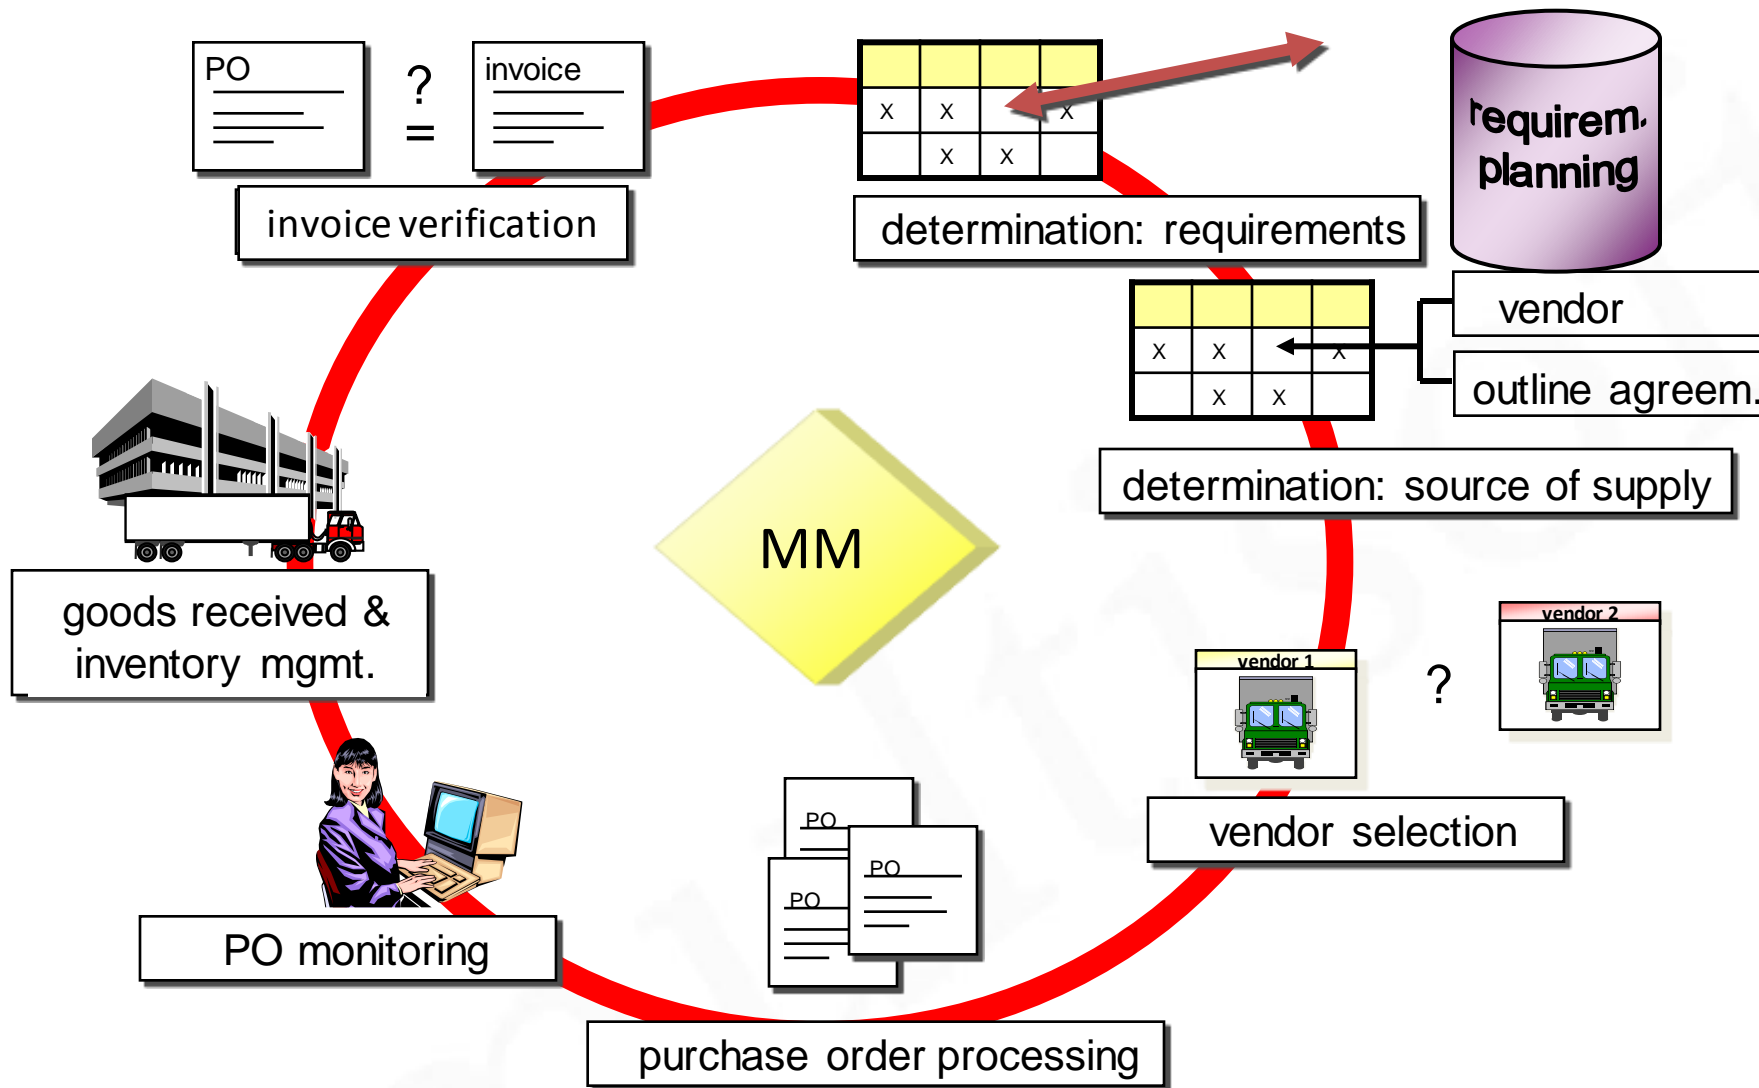 PO
?
=
invoice
invoice verification
X X X
X X
determination: requirements
requirem.
planning
X X X
X X
vendor
outline agreem.
determination: source of supply
MM
goods received &
inventory mgmt.
vendor 1
?
vendor 2
vendor selection
PO
PO
PO
PO monitoring
purchase order processing